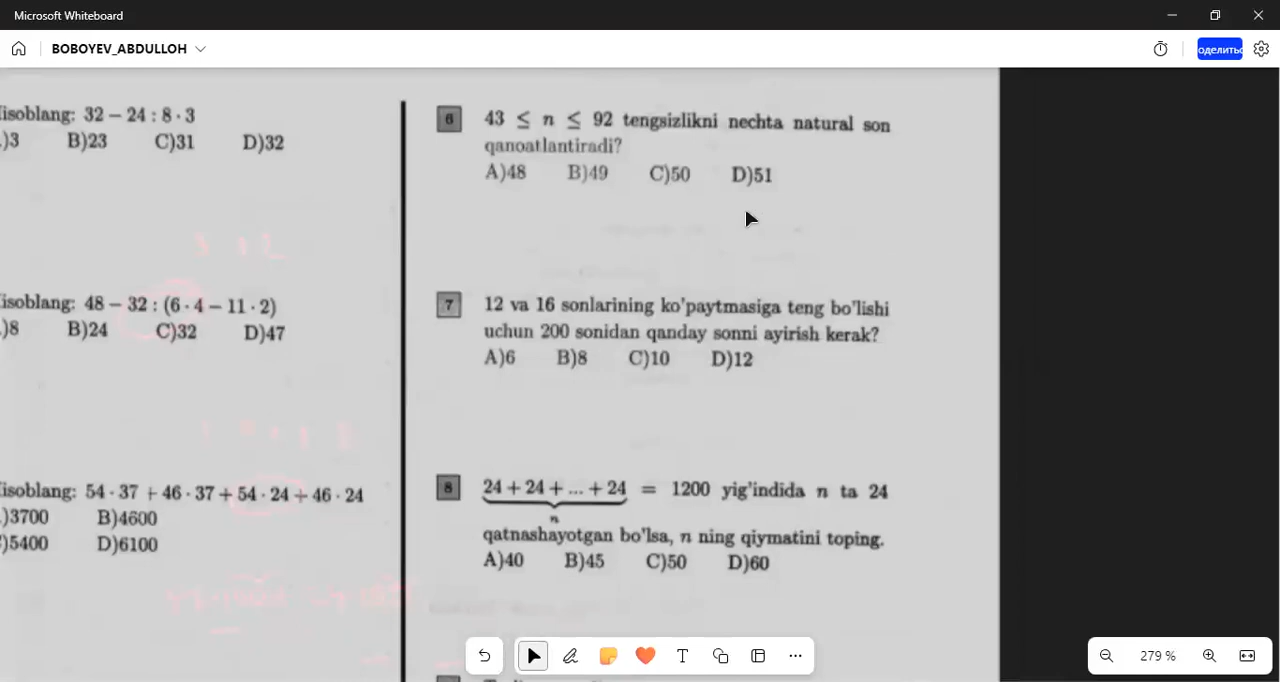 Microsoft Whiteboard
BOBOYEV_ABDULLOH
оделитьс
isoblang: 32 − 24 : 8 · 3
)3 B)23 C)31 D)32
isoblang: 48 − 32 : (6 · 4 − 11 · 2)
)8 B)24 C)32 D)47
isoblang: 54 · 37 + 46 · 37 + 54 · 24 + 46 · 24
)3700 B)4600
)5400 D)6100
6 43 ≤ n ≤ 92 tengsizlikni nechta natural son
qanoatlantiradi?
A)48 B)49 C)50 D)51
7 12 va 16 sonlarining ko'paytmasiga teng bo'lishi
uchun 200 sonidan qanday sonni ayirish kerak?
A)6 B)8 C)10 D)12
8 24 + 24 + ... + 24 = 1200 yig'indida n ta 24
n
qatnashayotgan bo'lsa, n ning qiymatini toping.
A)40 B)45 C)50 D)60
279 %